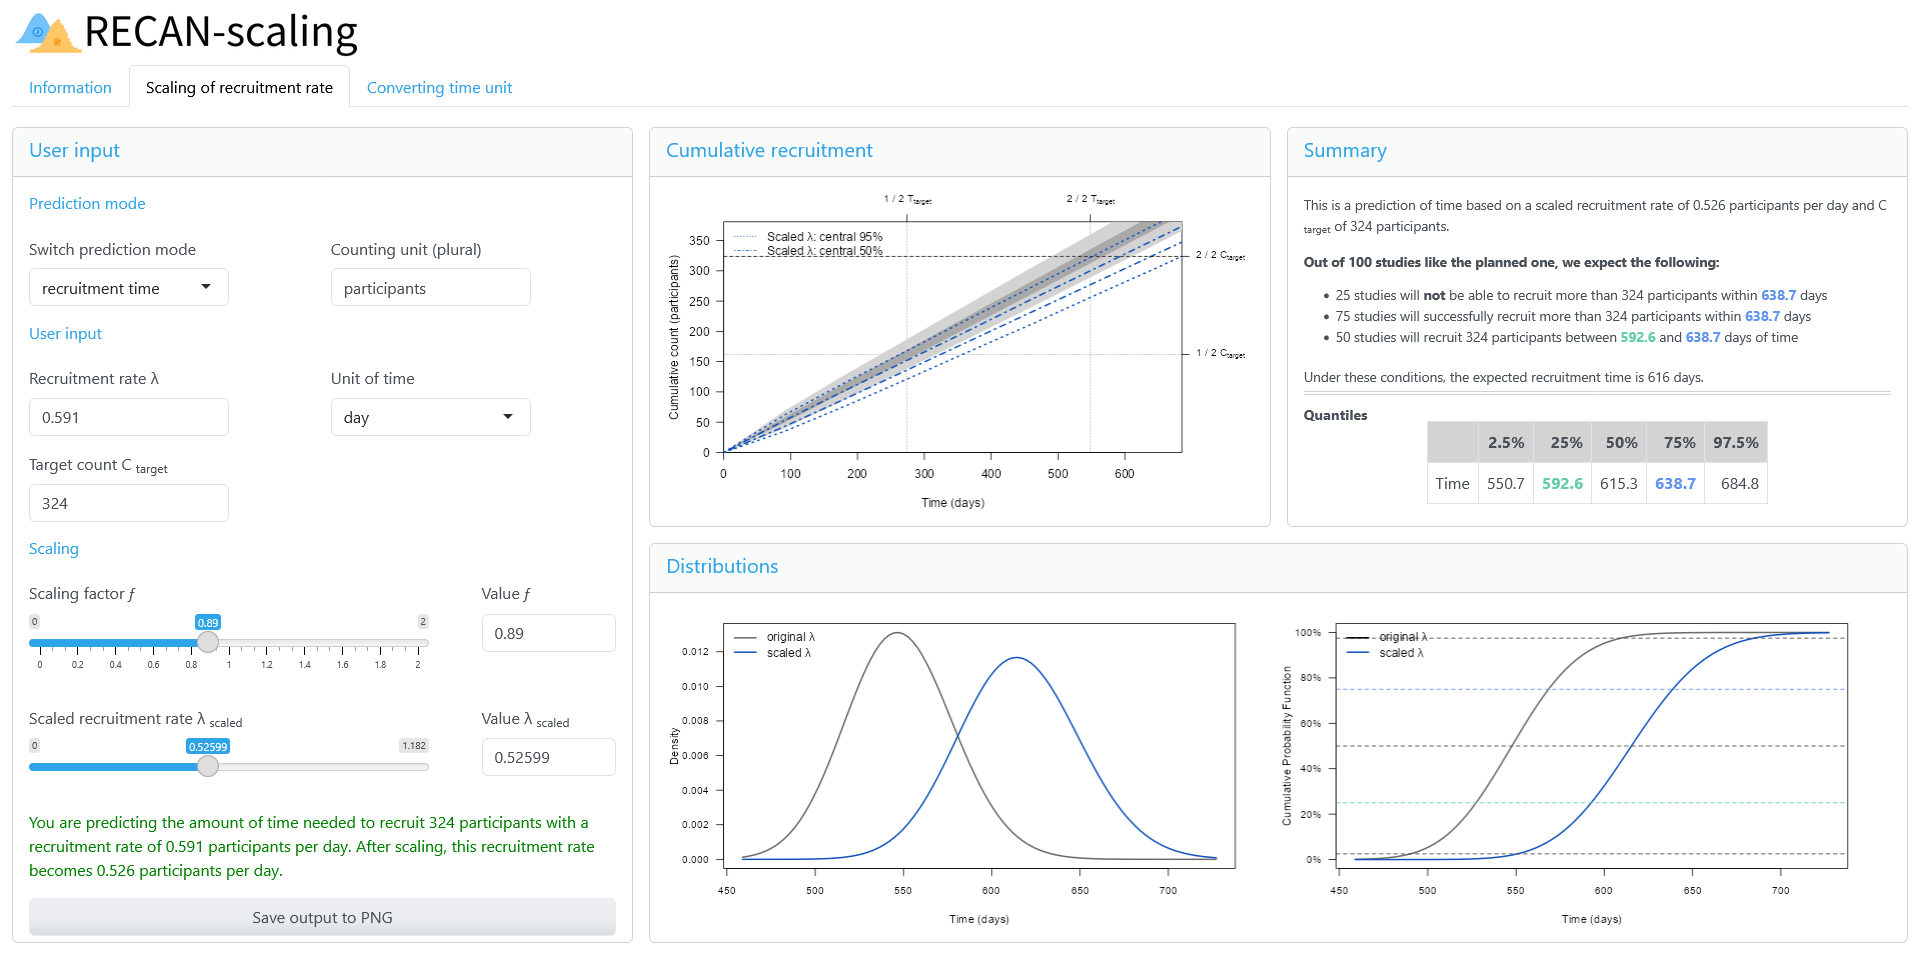 RECAN-scaling
Information
Scaling of recruitment rate
Converting time unit
User input
Prediction mode
Switch prediction mode
Counting unit (plural)
recruitment time
participants
User input
Recruitment rate λ
Unit of time
0.591
day
Target count C target
324
Scaling
Scaling factor f
Value f
0
0.89
2
0.89
0 0.2 0.4 0.6 0.8 1 1.2 1.4 1.6 1.8 2
Scaled recruitment rate λ scaled
Value λ scaled
0
0.52599
1.182
0.52599
You are predicting the amount of time needed to recruit 324 participants with a
recruitment rate of 0.591 participants per day. After scaling, this recruitment rate
becomes 0.526 participants per day.
Save output to PNG
Cumulative recruitment
1 / 2 Ttarget
2 / 2 Ttarget
Scaled λ: central 95%
Scaled λ: central 50%
2 / 2 Ctarget
1 / 2 Ctarget
Cumulative count (participants)
350
300
250
200
150
100
50
0
0 100 200 300 400 500 600
Time (days)
Summary
This is a prediction of time based on a scaled recruitment rate of 0.526 participants per day and C
target of 324 participants.
Out of 100 studies like the planned one, we expect the following:
• 25 studies will not be able to recruit more than 324 participants within 638.7 days
• 75 studies will successfully recruit more than 324 participants within 638.7 days
• 50 studies will recruit 324 participants between 592.6 and 638.7 days of time
Under these conditions, the expected recruitment time is 616 days.
Quantiles
2.5% 25% 50% 75% 97.5%
Time 550.7 592.6 615.3 638.7 684.8
Distributions
original λ
scaled λ
Density
0.012
0.010
0.008
0.006
0.004
0.002
0.000
450 500 550 600 650 700
Time (days)
original λ
scaled λ
Cumulative Probability Function
100%
80%
60%
40%
20%
0%
450 500 550 600 650 700
Time (days)